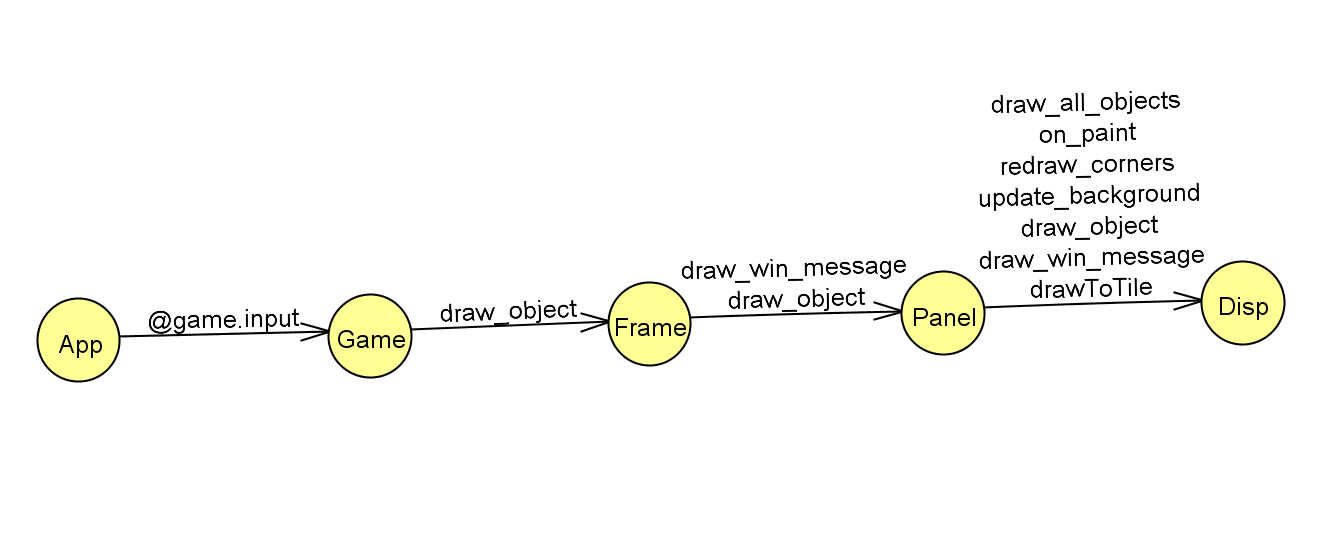 draw_all_objects
on_paint
redraw_corners
update_background
draw_object
draw_win_message
drawToTile
draw_win_message
draw_object
draw_object
@game.input
App
Game
Frame
Panel
Disp